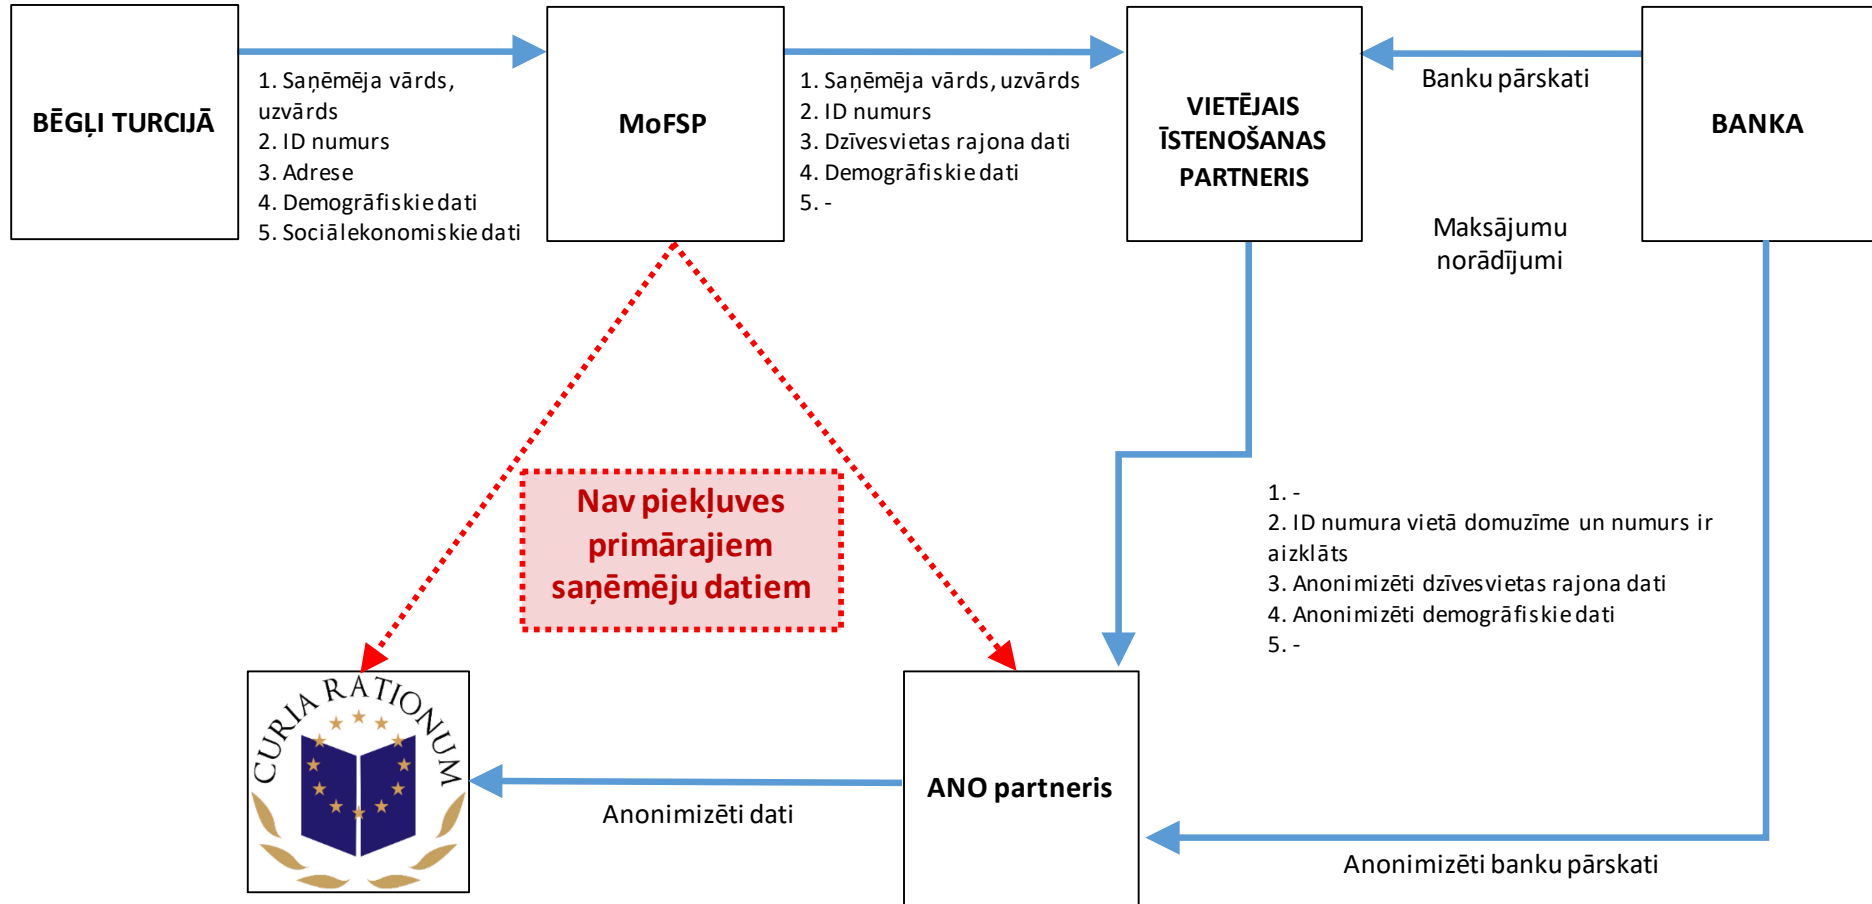 BĒGĻI TURCIJĀ
1. Saņēmēja vārds,
uzvārds
2. ID numurs
3. Adrese
4. Demogrāfiskie dati
5. Sociālekonomiskie dati
MoFSP
1. Saņēmēja vārds, uzvārds
2. ID numurs
3. Dzīvesvietas rajona dati
4. Demogrāfiskie dati
5. -
VIETĒJAIS
ĪSTENOŠANAS
PARTNERIS
Banku pārskati
Maksājumu
norādījumi
BANKA
Nav piekļuves
primārajiem
saņēmēju datiem
1. -
2. ID numura vietā domuzīme un numurs ir
aizklāts
3. Anonimizēti dzīvesvietas rajona dati
4. Anonimizēti demogrāfiskie dati
5. -
CURIA RATIONUM
Anonimizēti dati
ANO partneris
Anonimizēti banku pārskati